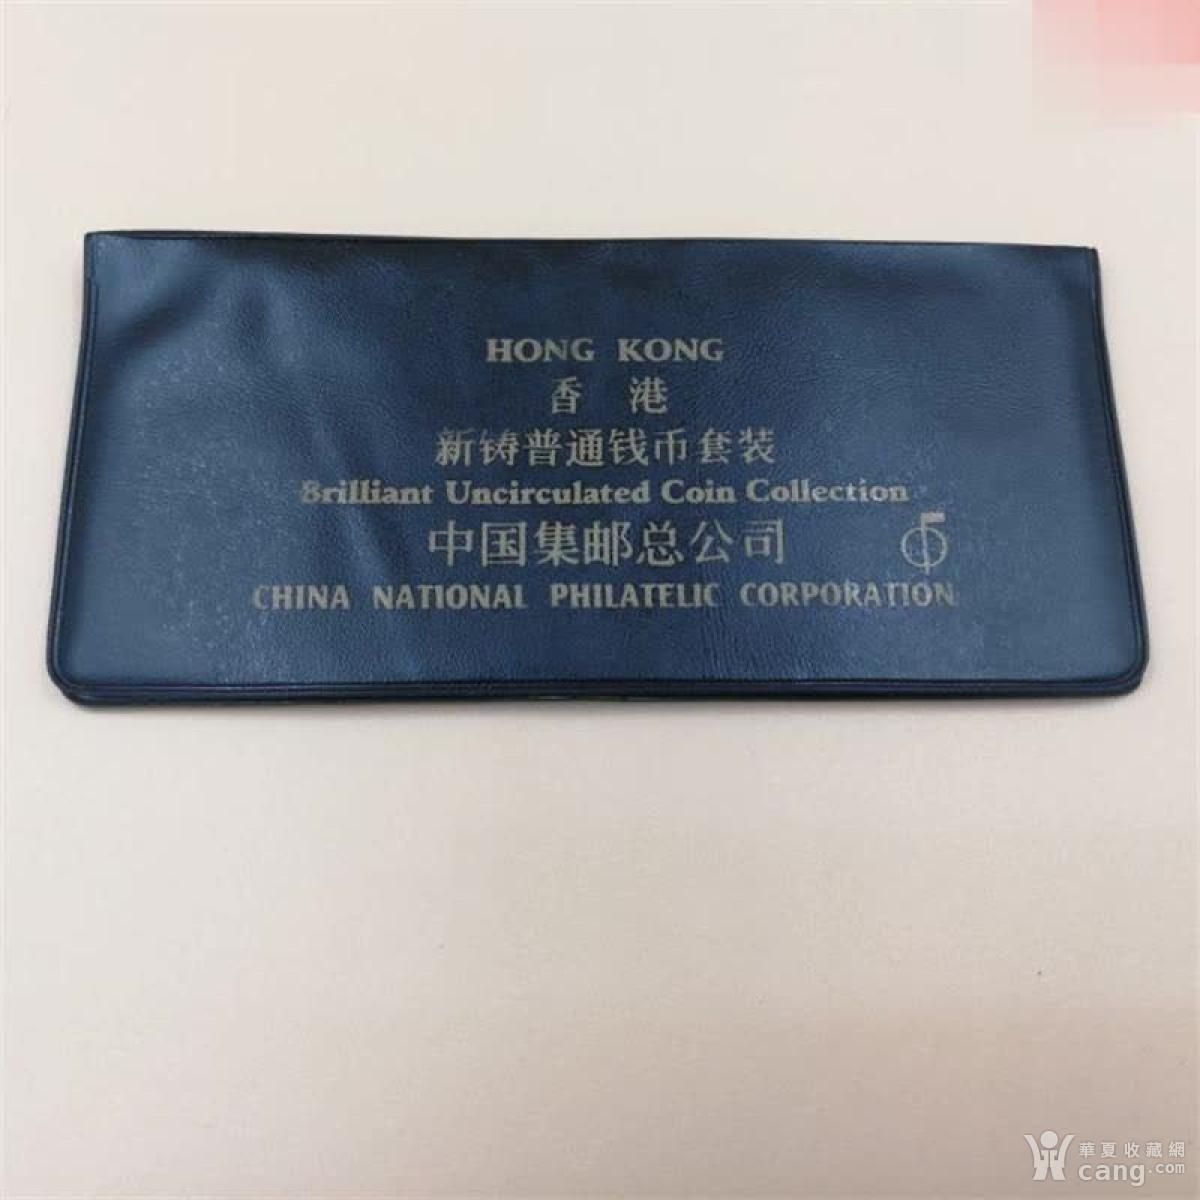 HONG KONG
香 港
新铸普通钱币套装
Brilliant Uncirculated Coin Collection
中国集邮总公司
CHINA NATIONAL PHILATELIC CORPORATION
華夏收藏網
cang.com